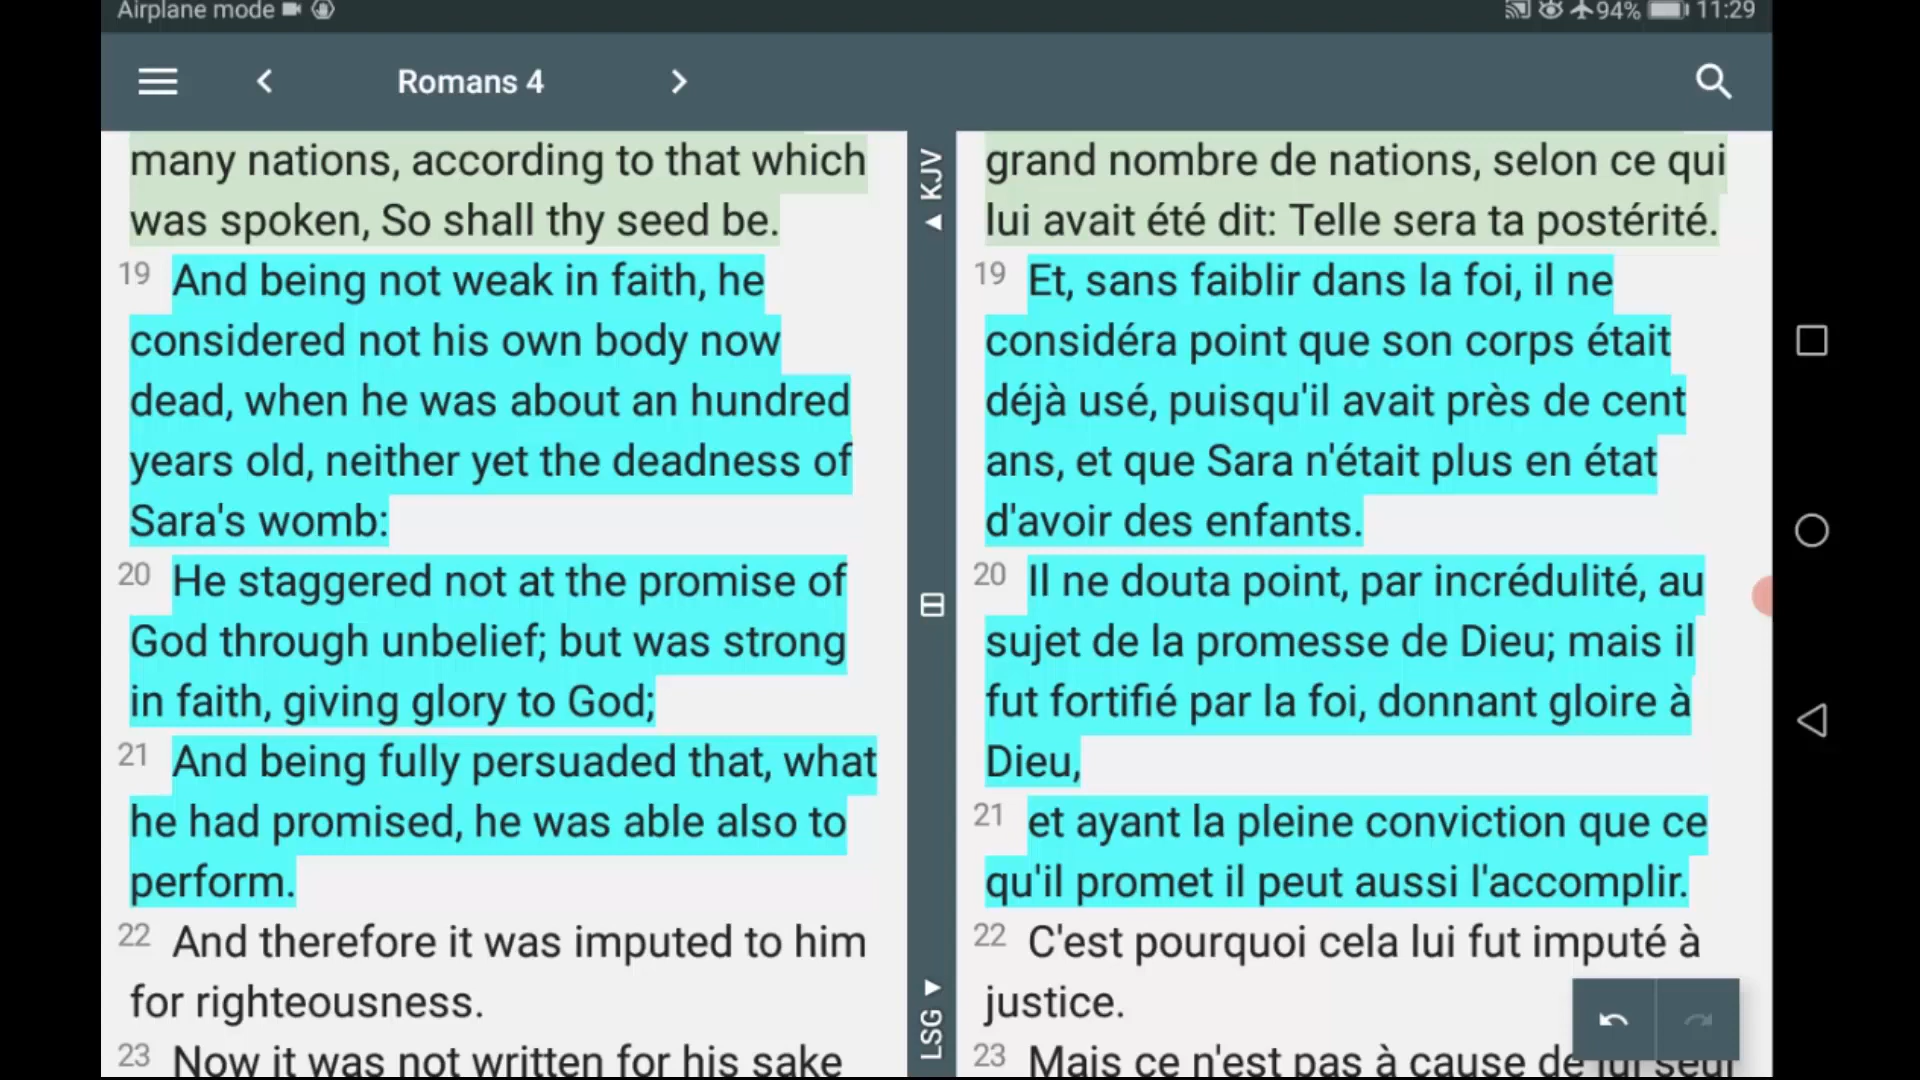 Airplane mode
94% 11:29
Romans 4
many nations, according to that which
was spoken, So shall thy seed be.
19 And being not weak in faith, he
considered not his own body now
dead, when he was about an hundred
years old, neither yet the deadness of
Sara's womb:
20 He staggered not at the promise of
God through unbelief; but was strong
in faith, giving glory to God;
21 And being fully persuaded that, what
he had promised, he was able also to
perform.
22 And therefore it was imputed to him
for righteousness.
23 Now it was not written for his sake
KJV
LSG
grand nombre de nations, selon ce qui
lui avait été dit: Telle sera ta postérité.
19 Et, sans faiblir dans la foi, il ne
considéra point que son corps était
déjà usé, puisqu'il avait près de cent
ans, et que Sara n'était plus en état
d'avoir des enfants.
20 Il ne douta point, par incrédulité, au
sujet de la promesse de Dieu; mais il
fut fortifié par la foi, donnant gloire à
Dieu,
21 et ayant la pleine conviction que ce
qu'il promet il peut aussi l'accomplir.
22 C'est pourquoi cela lui fut imputé à
justice.
23 Mais ce n'est pas à cause de lui seul